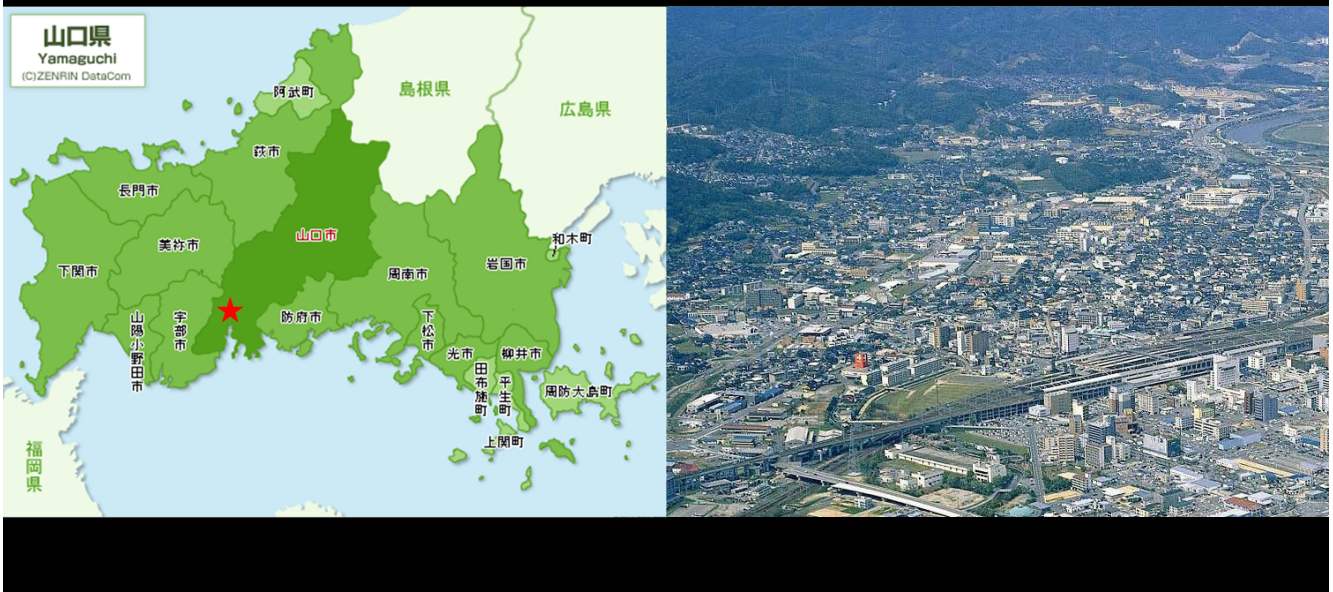 山口県
Yamaguchi
(C)ZENRIN DataCom
阿武町
島根県
広島県
萩市
長門市
山口市
和木町
美祢市
岩国市
下関市
周南市
山陽小野田市
宇部市
防府市
下松市
光市
柳井市
田布施町
平生町
周防大島町
上関町
福岡県